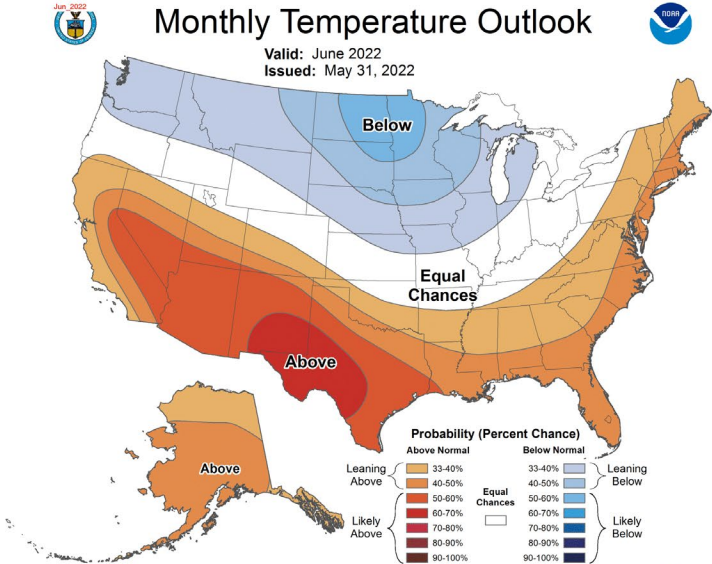 Jun_2022
Monthly Temperature Outlook
NOAA
Valid: June 2022
Issued: May 31, 2022
Below
Equal
Chances
Above
Above
Probability (Percent Chance)
Above Normal
Below Normal
Leaning
Above
33-40%
40-50%
Likely
Above
50-60%
60-70%
70-80%
80-90%
90-100%
Equal
Chances
33-40%
40-50%
Leaning
Below
50-60%
60-70%
70-80%
80-90%
90-100%
Likely
Below